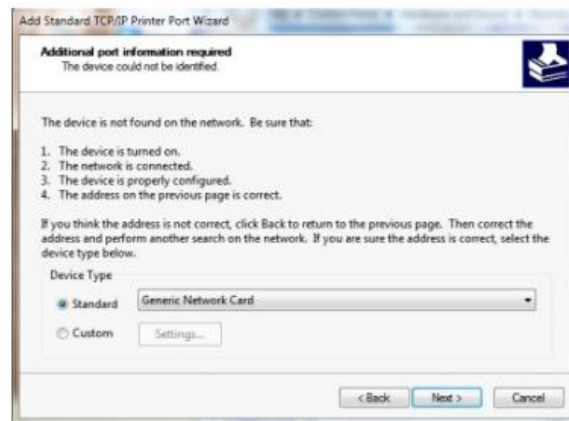 Add Standard TCP/IP Printer Port Wizard
Additional port information required
The device could not be identified.
The device is not found on the network. Be sure that:
1. The device is turned on.
2. The network is connected.
3. The device is properly configured.
4. The address on the previous page is correct.
If you think the address is not correct, click Back to return to the previous page. Then correct the
address and perform another search on the network. If you are sure the address is correct, select the
device type below.
Device Type
Standard
Generic Network Card
Custom
Settings...
< Back
Next >
Cancel